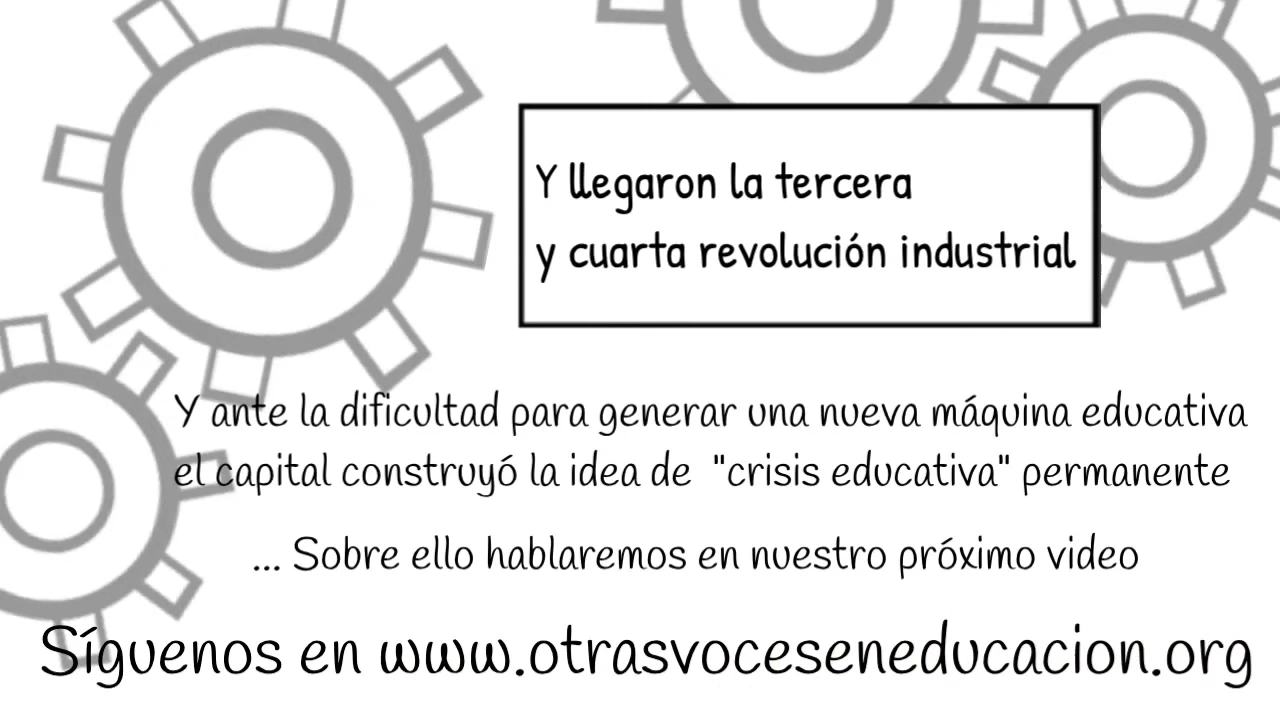 Y llegaron la tercera
y cuarta revolución industrial
Y ante la dificultad para generar una nueva máquina educativa
el capital construyó la idea de "crisis educativa" permanente
... Sobre ello hablaremos en nuestro próximo video
Síguenos en www.otrasvoceseneducacion.org